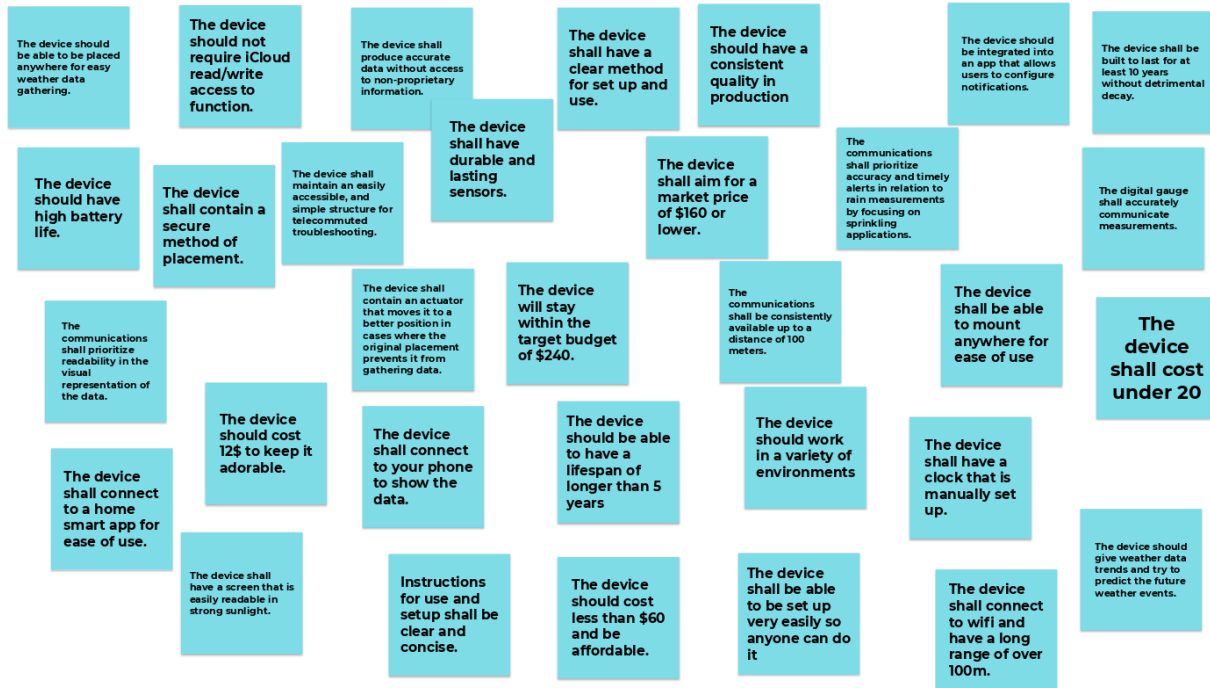 The device should
be able to be placed
anywhere for easy
weather data
gathering.
The device
should not
require iCloud
read/write
access to
function.
The device shall
produce accurate
data without access
to non-proprietary
information.
The device
shall have a
clear method
for set up and
use.
The device
should have a
consistent
quality in
production
The device should
be integrated into
an app that allows
users to configure
notifications.
The device shall be
built to last for at
least 10 years
without detrimental
decay.
The device
should have
high battery
life.
The device
shall contain a
secure
method of
placement.
The device shall
maintain an easily
accessible, and
simple structure for
telecommuted
troubleshooting.
The device
shall have
durable and
lasting
sensors.
The device
shall aim for a
market price
of $160 or
lower.
The
communications
shall prioritize
accuracy and timely
alerts in relation to
rain measurements
by focusing on
sprinkling
applications.
The digital gauge
shall accurately
communicate
measurements.
The
communications
shall prioritize
readability in the
visual
representation of
the data.
The device shall
contain an actuator
that moves it to a
better position in
cases where the
original placement
prevents it from
gathering data.
The device
will stay
within the
target budget
of $240.
The
communications
shall be consistently
available up to a
distance of 100
meters.
The device
shall be able
to mount
anywhere for
ease of use
The
device
shall cost
under 20
The device
should cost
12$ to keep it
adorable.
The device
shall connect
to your phone
to show the
data.
The device
should be able
to have a
lifespan of
longer than 5
years
The device
should work
in a variety of
environments
The device
shall have a
clock that is
manually set
up.
The device
shall connect
to a home
smart app for
ease of use.
The device shall
have a screen that is
easily readable in
strong sunlight.
Instructions
for use and
setup shall be
clear and
concise.
The device
should cost
less than $60
and be
affordable.
The device
shall be able
to be set up
very easily so
anyone can do
it
The device
shall connect
to wifi and
have a long
range of over
100m.
The device should
give weather data
trends and try to
predict the future
weather events.